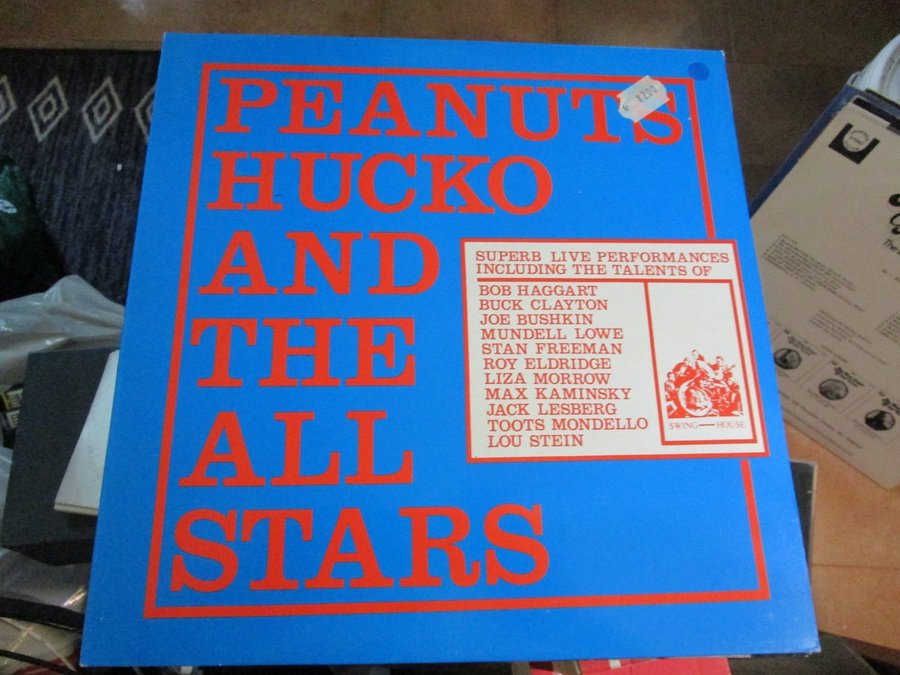 PEANUTS
HUCKO
AND
THE
ALL
STARS
SUPERB LIVE PERFORMANCES
INCLUDING THE TALENTS OF
BOB HAGGART
BUCK CLAYTON
JOE BUSHKIN
MUNDELL LOWE
STAN FREEMAN
ROY ELDRIDGE
LIZA MORROW
MAX KAMINSKY
JACK LESBERG
TOOTS MONDELLO
LOU STEIN
SWING—HOUSE